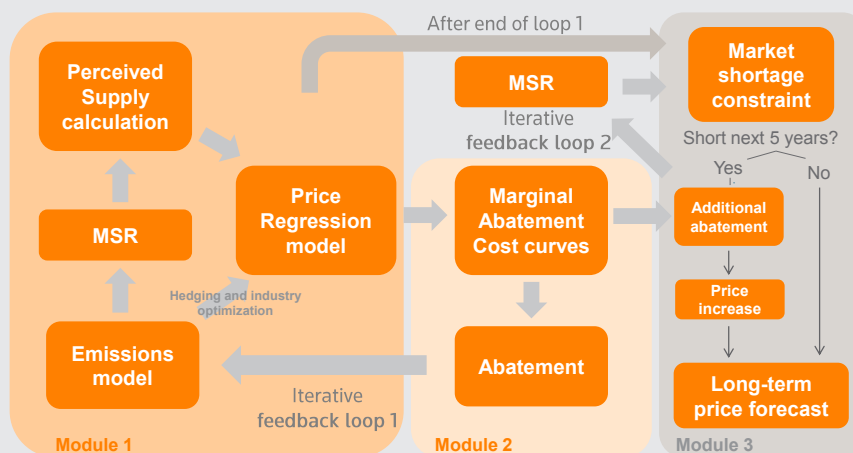 After end of loop 1
Perceived
Supply
calculation
MSR
Market
shortage
constraint
Iterative
feedback loop 2
Short next 5 years?
Yes
No
Price
Regression
model
Marginal
Abatement
Cost curves
Additional
abatement
MSR
Hedging and industry
optimization
Price
increase
Emissions
model
Abatement
Iterative
feedback loop 1
Long-term
price forecast
Module 1
Module 2
Module 3